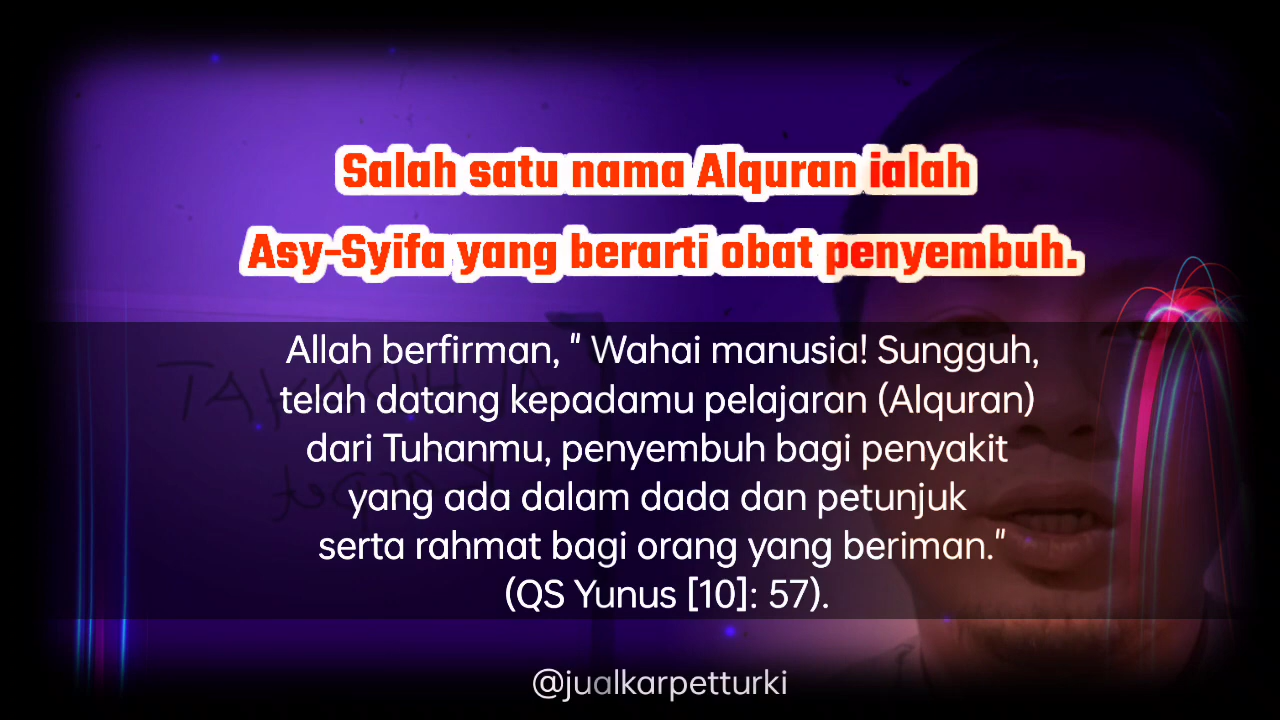 Salah satu nama Alquran ialah
Asy-Syifa yang berarti obat penyembuh.
Allah berfirman, " Wahai manusia! Sungguh,
telah datang kepadamu pelajaran (Alquran)
dari Tuhanmu, penyembuh bagi penyakit
yang ada dalam dada dan petunjuk
serta rahmat bagi orang yang beriman."
(QS Yunus [10]: 57).
@jualkarpetturki